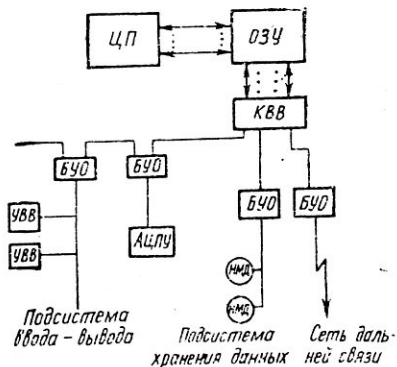 ЦП
ОЗУ
КВВ
БУО
БУО
БУО
БУО
УВВ
УВВ
АЦПУ
НМД
НМД
Подсистема
ввода – вывода
Подсистема
хранения данных
Сеть даль-
ней связи